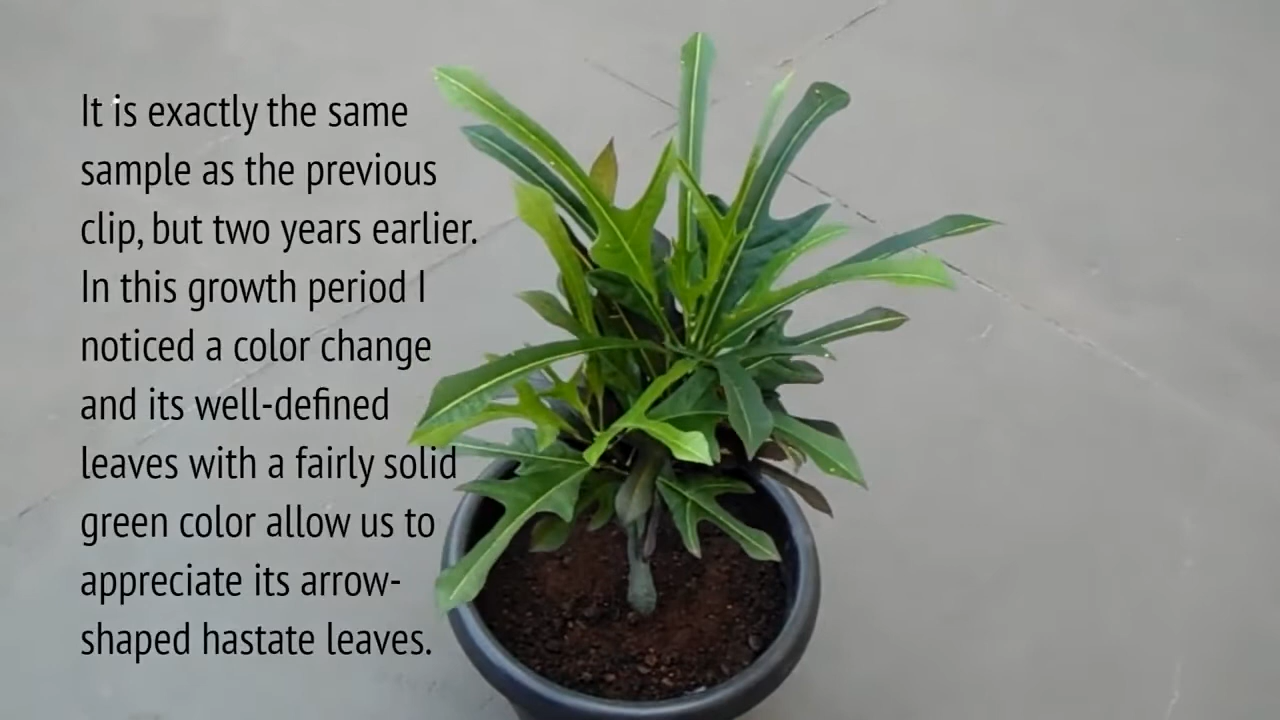 It is exactly the same
sample as the previous
clip, but two years earlier.
In this growth period I
noticed a color change
and its well-defined
leaves with a fairly solid
green color allow us to
appreciate its arrow-
shaped hastate leaves.